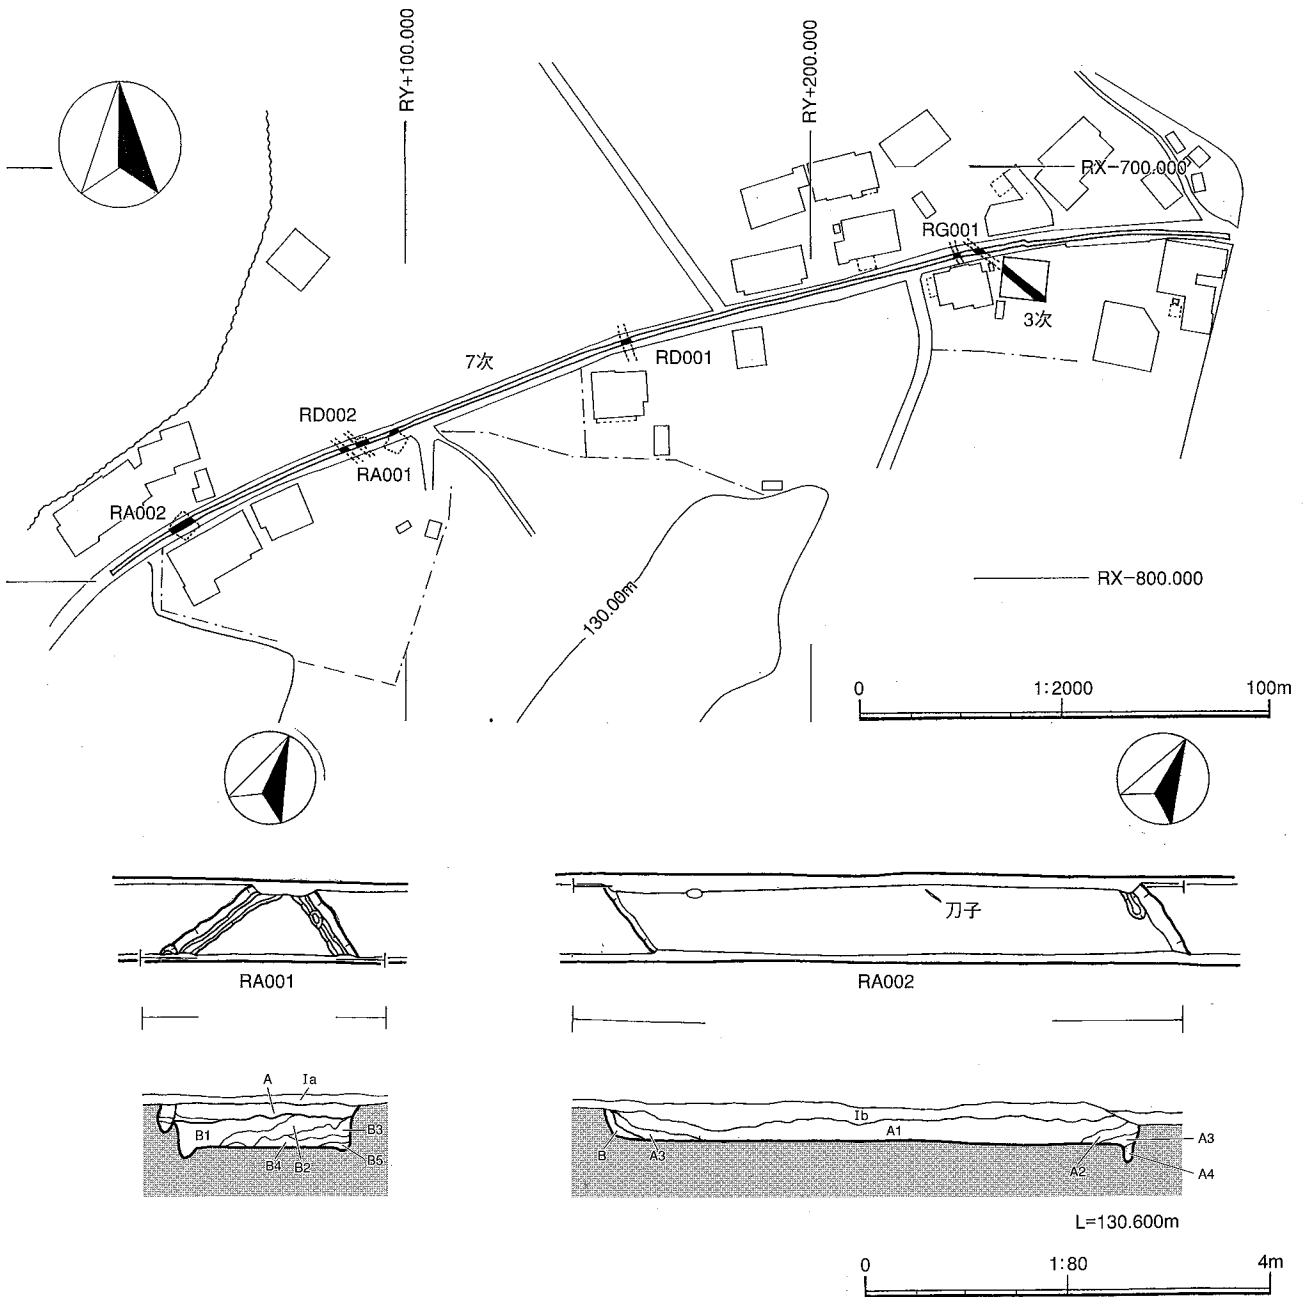 RY+100.000
RY+200.000
RX-700.000
RG001
3次
7次
RD001
RD002
RA001
RA002
130.00m
RX-800.000
0 1:2000 100m
刀子
RA001
RA002
A Ia
B1 B3
B4 B2 B5
Ib
A1
B A3 A2 A3
A4
L=130.600m
0 1:80 4m